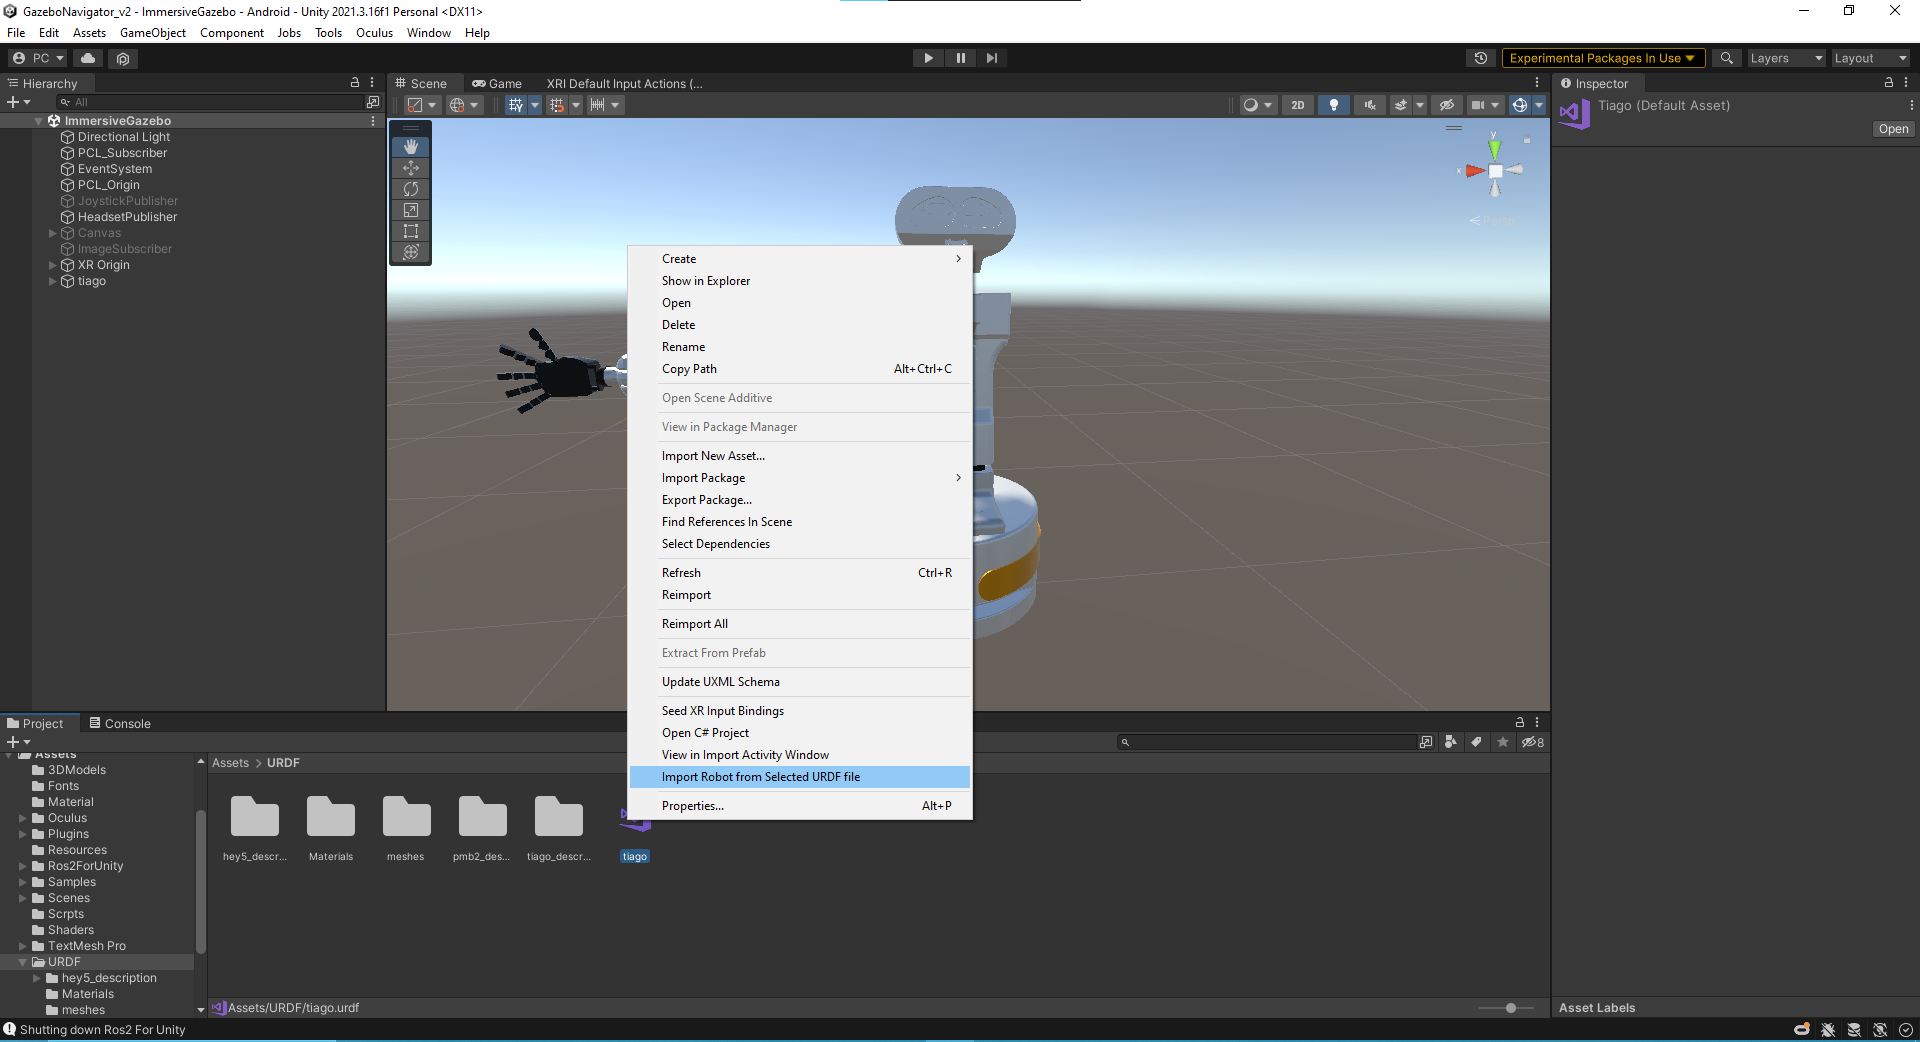 GazeboNavigator_v2 - ImmersiveGazebo - Android - Unity 2021.3.16f1 Personal <DX11>
File Edit Assets GameObject Component Jobs Tools Oculus Window Help
PC
Experimental Packages In Use
Layers
Layout
Hierarchy
All
ImmersiveGazebo
Directional Light
PCL_Subscriber
EventSystem
PCL_Origin
JoystickPublisher
HeadsetPublisher
Canvas
ImageSubscriber
XR Origin
tiago
Scene
Game
XRI Default Input Actions (...
2D
y
x
Persp
Create
Show in Explorer
Open
Delete
Rename
Copy Path Alt+Ctrl+C
Open Scene Additive
View in Package Manager
Import New Asset...
Import Package
Export Package...
Find References In Scene
Select Dependencies
Refresh Ctrl+R
Reimport
Reimport All
Extract From Prefab
Update UXML Schema
Seed XR Input Bindings
Open C# Project
View in Import Activity Window
Import Robot from Selected URDF file
Properties... Alt+P
Inspector
Tiago (Default Asset)
Open
Asset Labels
Project
Console
8
Assets
3DModels
Fonts
Material
Oculus
Plugins
Resources
Ros2ForUnity
Samples
Scenes
Scrpts
Shaders
TextMesh Pro
URDF
hey5_description
Materials
meshes
Assets > URDF
hey5_descr...
Materials
meshes
pmb2_des...
tiago_descr...
tiago
Assets/URDF/tiago.urdf
Shutting down Ros2 For Unity